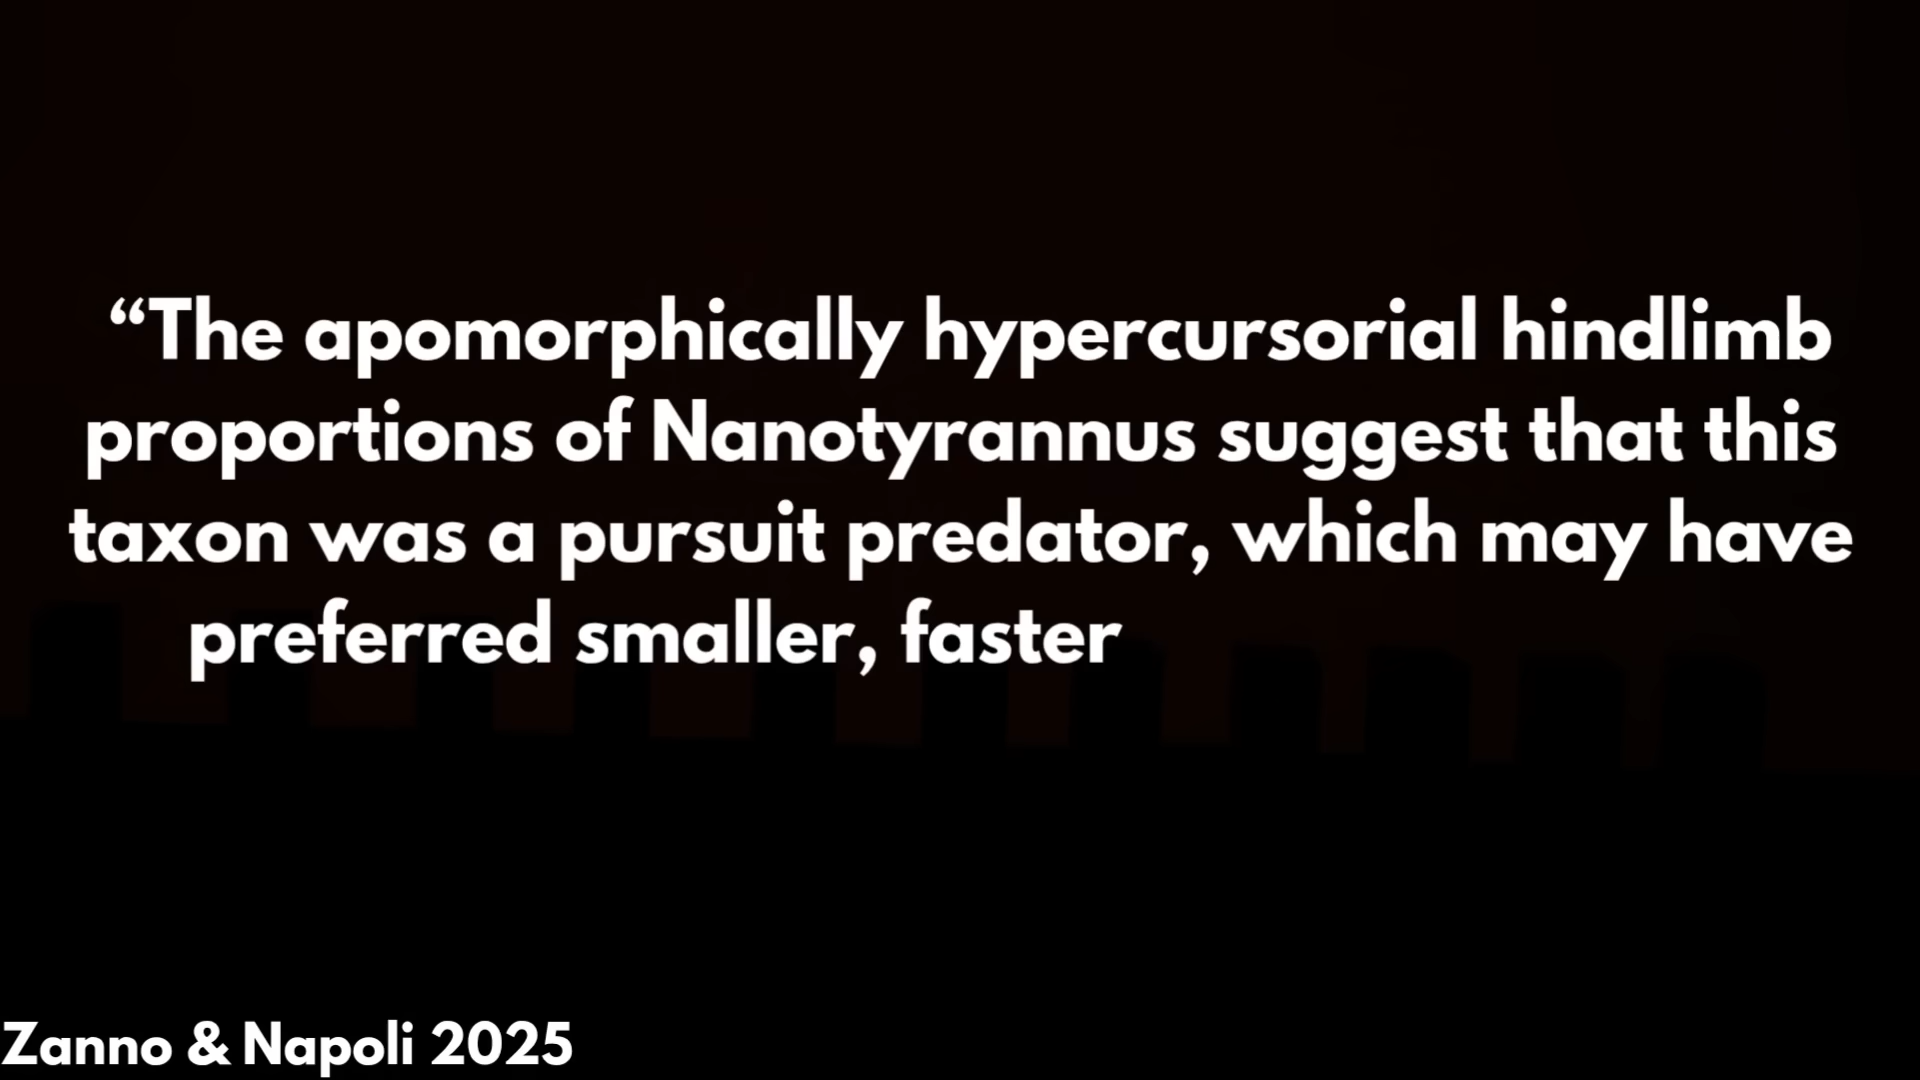 “The apomorphically hypercursorial hindlimb
proportions of Nanotyrannus suggest that this
taxon was a pursuit predator, which may have
preferred smaller, faster
Zanno & Napoli 2025